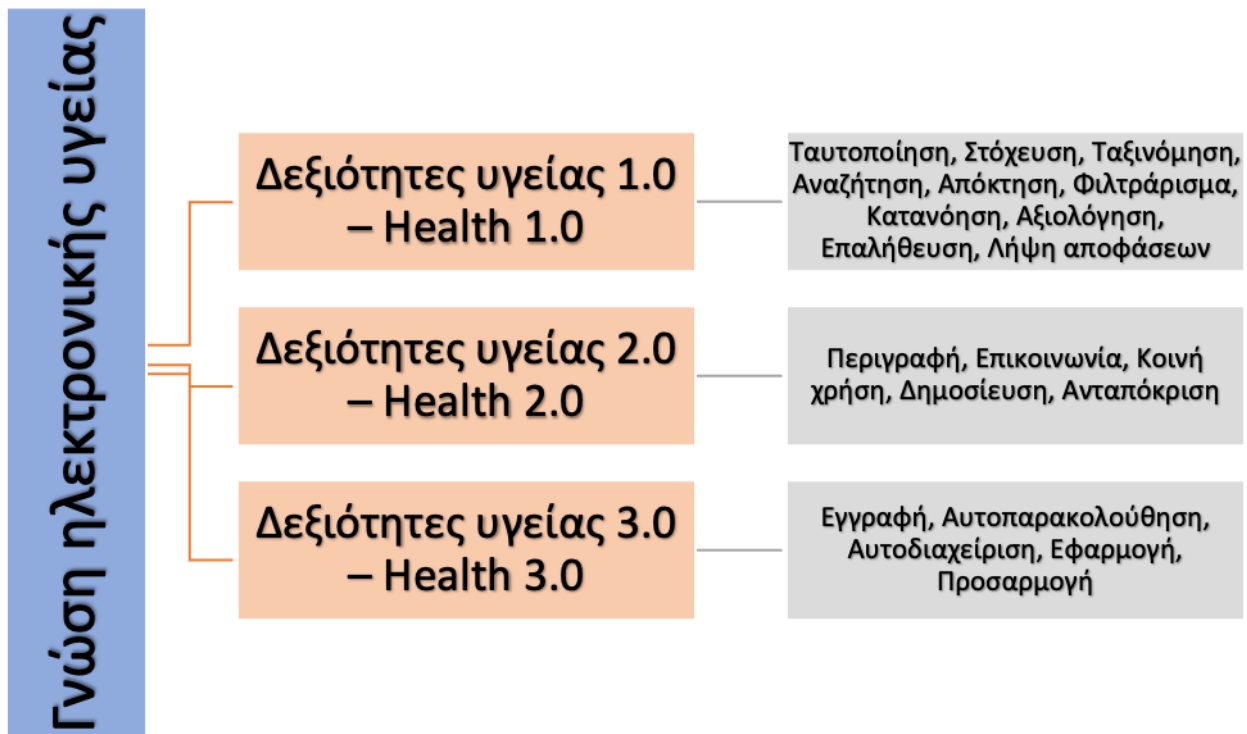 Γνώση ηλεκτρονικής υγείας
Δεξιότητες υγείας 1.0
– Health 1.0
Ταυτοποίηση, Στόχευση, Ταξινόμηση,
Αναζήτηση, Απόκτηση, Φιλτράρισμα,
Κατανόηση, Αξιολόγηση,
Επαλήθευση, Λήψη αποφάσεων
Δεξιότητες υγείας 2.0
– Health 2.0
Περιγραφή, Επικοινωνία, Κοινή
χρήση, Δημοσίευση, Ανταπόκριση
Δεξιότητες υγείας 3.0
– Health 3.0
Εγγραφή, Αυτοπαρακολούθηση,
Αυτοδιαχείριση, Εφαρμογή,
Προσαρμογή